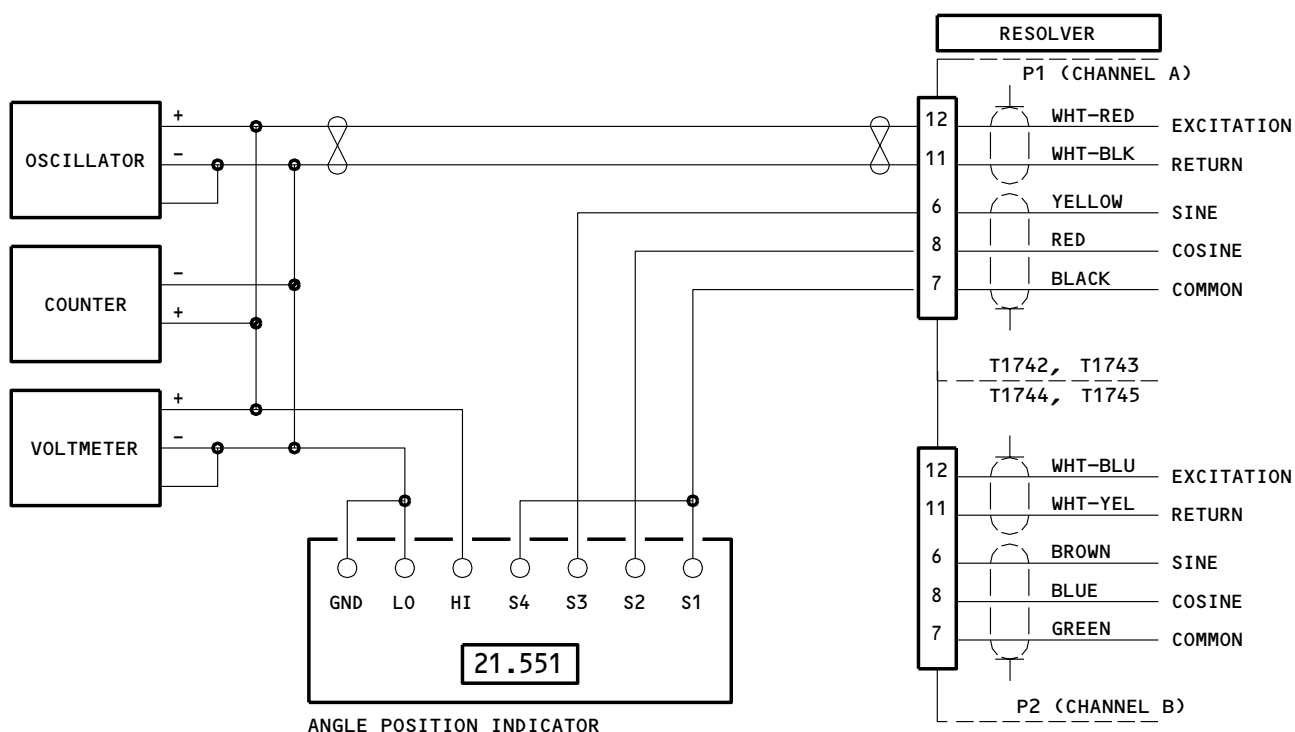 RESOLVER
P1 (CHANNEL A)
OSCILLATOR
+
–
12 WHT–RED EXCITATION
11 WHT–BLK RETURN
6 YELLOW SINE
8 RED COSINE
7 BLACK COMMON
COUNTER
–
+
T1742, T1743
T1744, T1745
VOLTMETER
+
–
12 WHT–BLU EXCITATION
11 WHT–YEL RETURN
6 BROWN SINE
8 BLUE COSINE
7 GREEN COMMON
P2 (CHANNEL B)
GND LO HI S4 S3 S2 S1
21.551
ANGLE POSITION INDICATOR